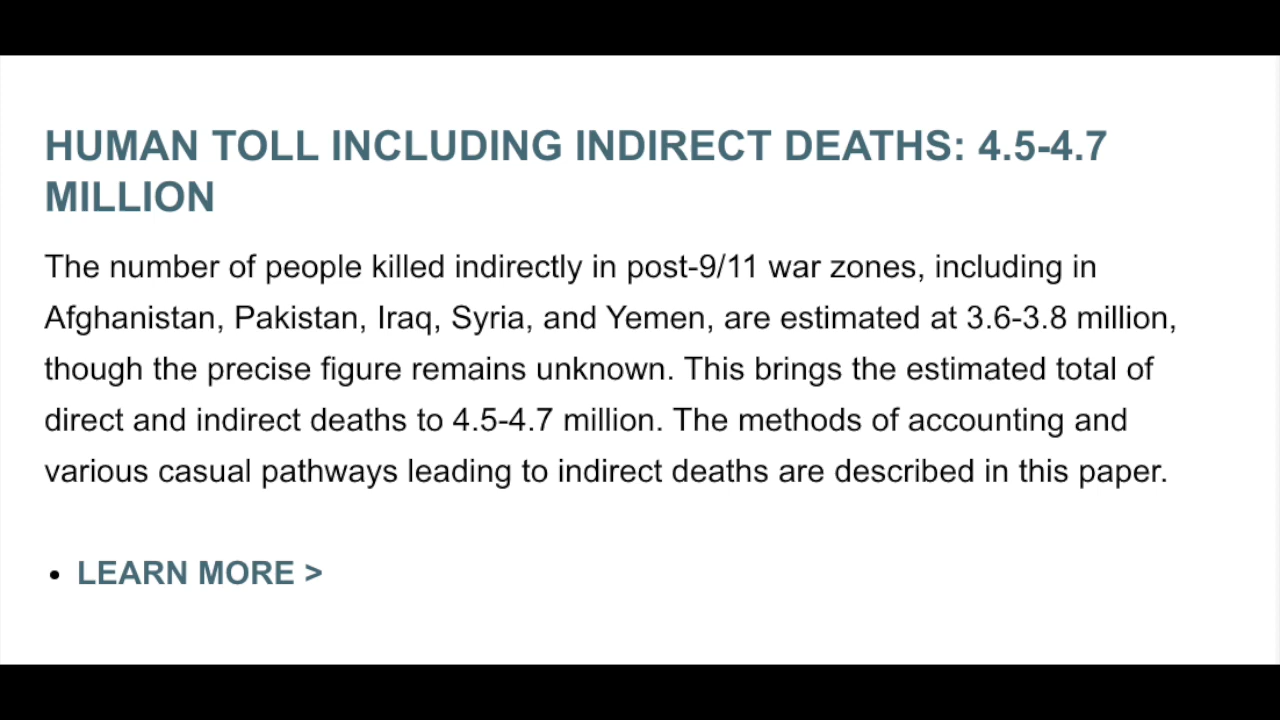 HUMAN TOLL INCLUDING INDIRECT DEATHS: 4.5-4.7
MILLION
The number of people killed indirectly in post-9/11 war zones, including in
Afghanistan, Pakistan, Iraq, Syria, and Yemen, are estimated at 3.6-3.8 million,
though the precise figure remains unknown. This brings the estimated total of
direct and indirect deaths to 4.5-4.7 million. The methods of accounting and
various casual pathways leading to indirect deaths are described in this paper.
• LEARN MORE >